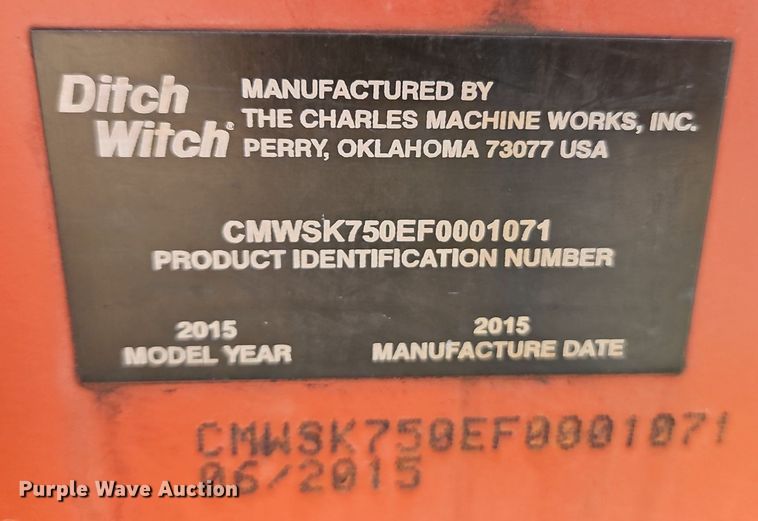 Ditch Witch®
MANUFACTURED BY
THE CHARLES MACHINE WORKS, INC.
PERRY, OKLAHOMA 73077 USA
CMWSK750EF0001071
PRODUCT IDENTIFICATION NUMBER
2015 2015
MODEL YEAR MANUFACTURE DATE
CMWSK750EF0001071
06/2015
Purple Wave Auction